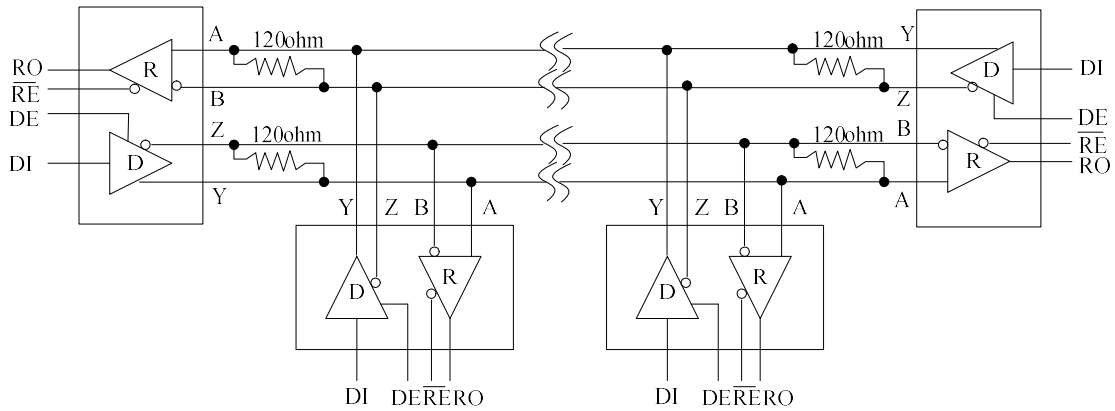 A 120ohm 120ohm Y
RO R D DI
RE B Z
DE Z 120ohm 120ohm B DE
RE
DI D R RO
Y A
Y Z B A Y Z B A
D R D R
DI DE RE RO DI DE RE RO